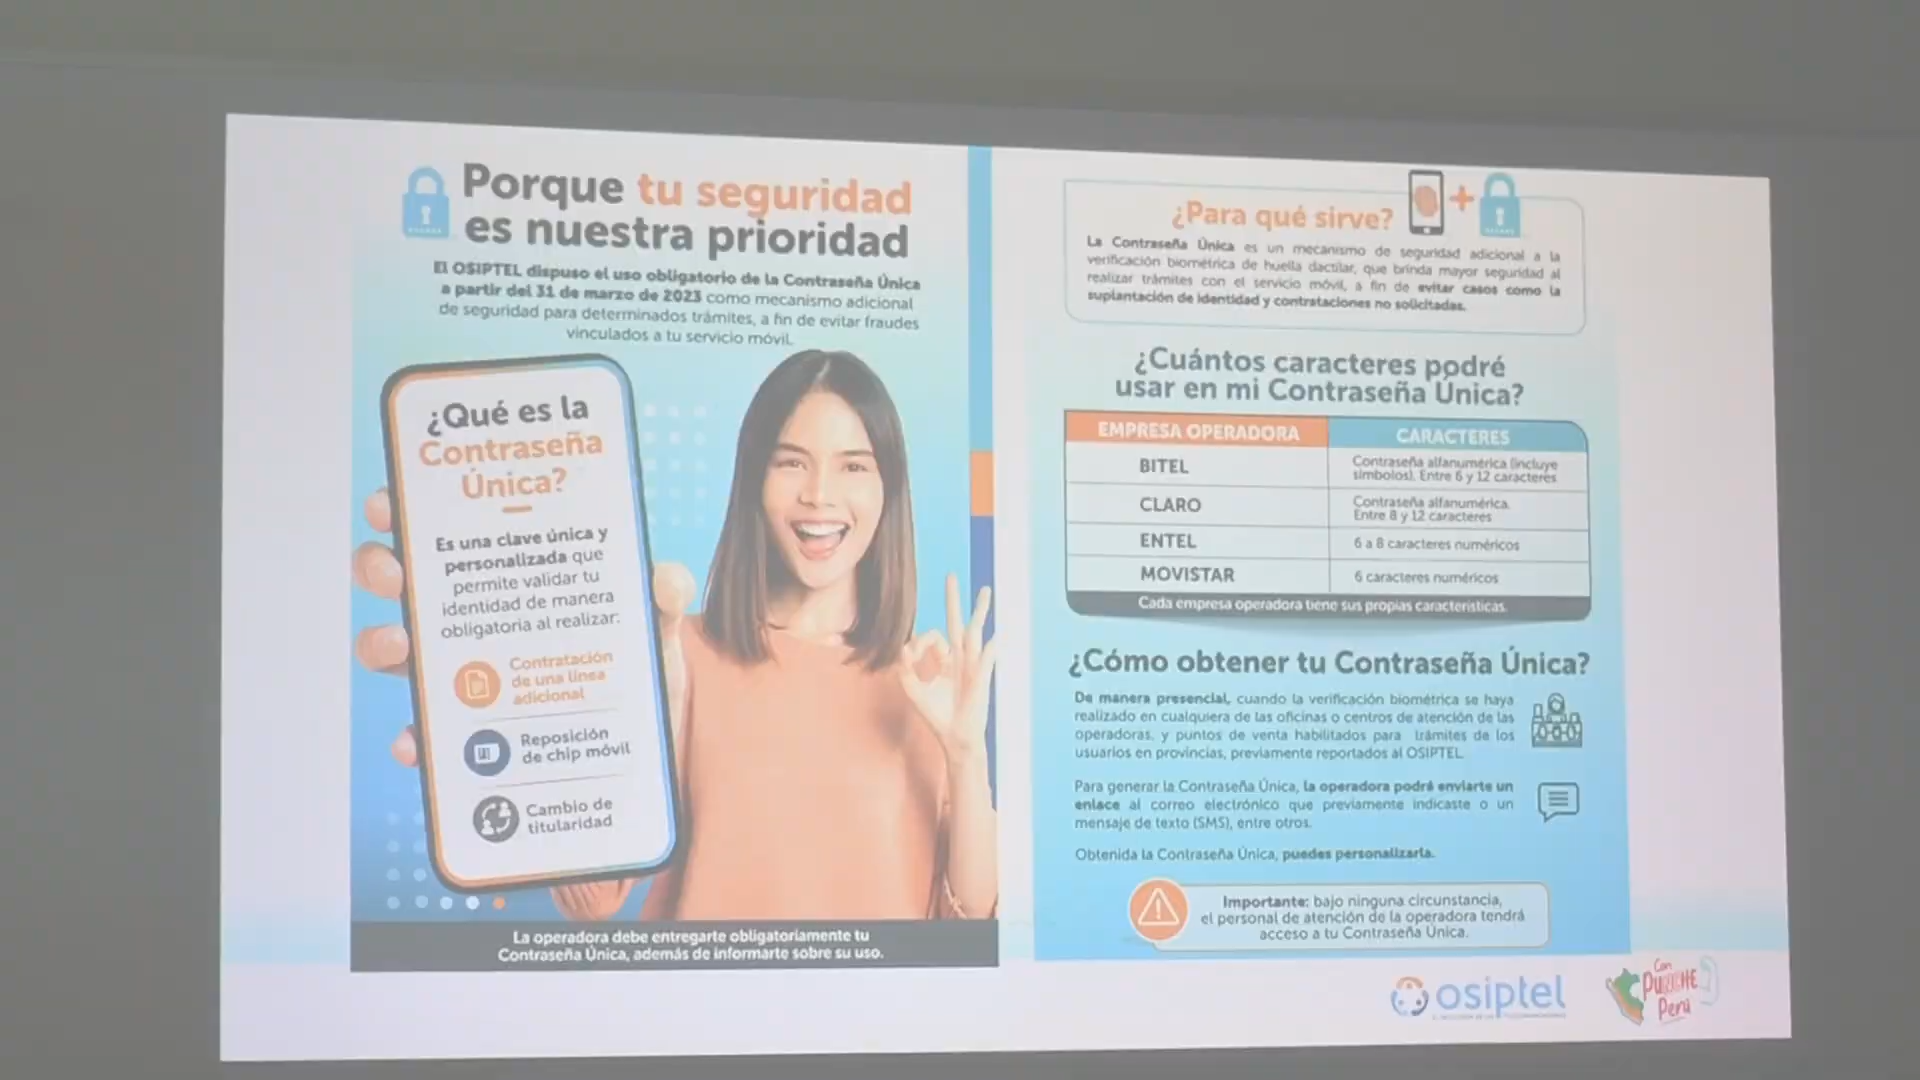 Porque tu seguridad
es nuestra prioridad
El OSIPTEL dispuso el uso obligatorio de la Contraseña Única
a partir del 31 de marzo de 2023 como mecanismo adicional
de seguridad para determinados trámites, a fin de evitar fraudes
vinculados a tu servicio móvil.
¿Qué es la
Contraseña
Única?
Es una clave única y
personalizada que
permite validar tu
identidad de manera
obligatoria al realizar:
Contratación
de una línea
adicional
Reposición
de chip móvil
Cambio de
titularidad
La operadora debe entregarte obligatoriamente tu
Contraseña Única, además de informarte sobre su uso.
¿Para qué sirve?
La Contraseña Única es un mecanismo de seguridad adicional a la
verificación biométrica de huella dactilar, que brinda mayor seguridad al
realizar trámites con el servicio móvil, a fin de evitar casos como la
suplantación de identidad y contrataciones no solicitadas.
¿Cuántos caracteres podré
usar en mi Contraseña Única?
EMPRESA OPERADORA
CARACTERES
BITEL
Contraseña alfanumérica (incluye
símbolos). Entre 6 y 12 caracteres
CLARO
Contraseña alfanumérica.
Entre 8 y 12 caracteres
ENTEL
6 a 8 caracteres numéricos
MOVISTAR
6 caracteres numéricos
Cada empresa operadora tiene sus propias características.
¿Cómo obtener tu Contraseña Única?
De manera presencial, cuando la verificación biométrica se haya
realizado en cualquiera de las oficinas o centros de atención de las
operadoras, y puntos de venta habilitados para trámites de los
usuarios en provincias, previamente reportados al OSIPTEL.
Para generar la Contraseña Única, la operadora podrá enviarte un
enlace al correo electrónico que previamente indicaste o un
mensaje de texto (SMS), entre otros.
Obtenida la Contraseña Única, puedes personalizarla.
Importante: bajo ninguna circunstancia,
el personal de atención de la operadora tendrá
acceso a tu Contraseña Única.
osiptel
Con
PUNCHE
Perú